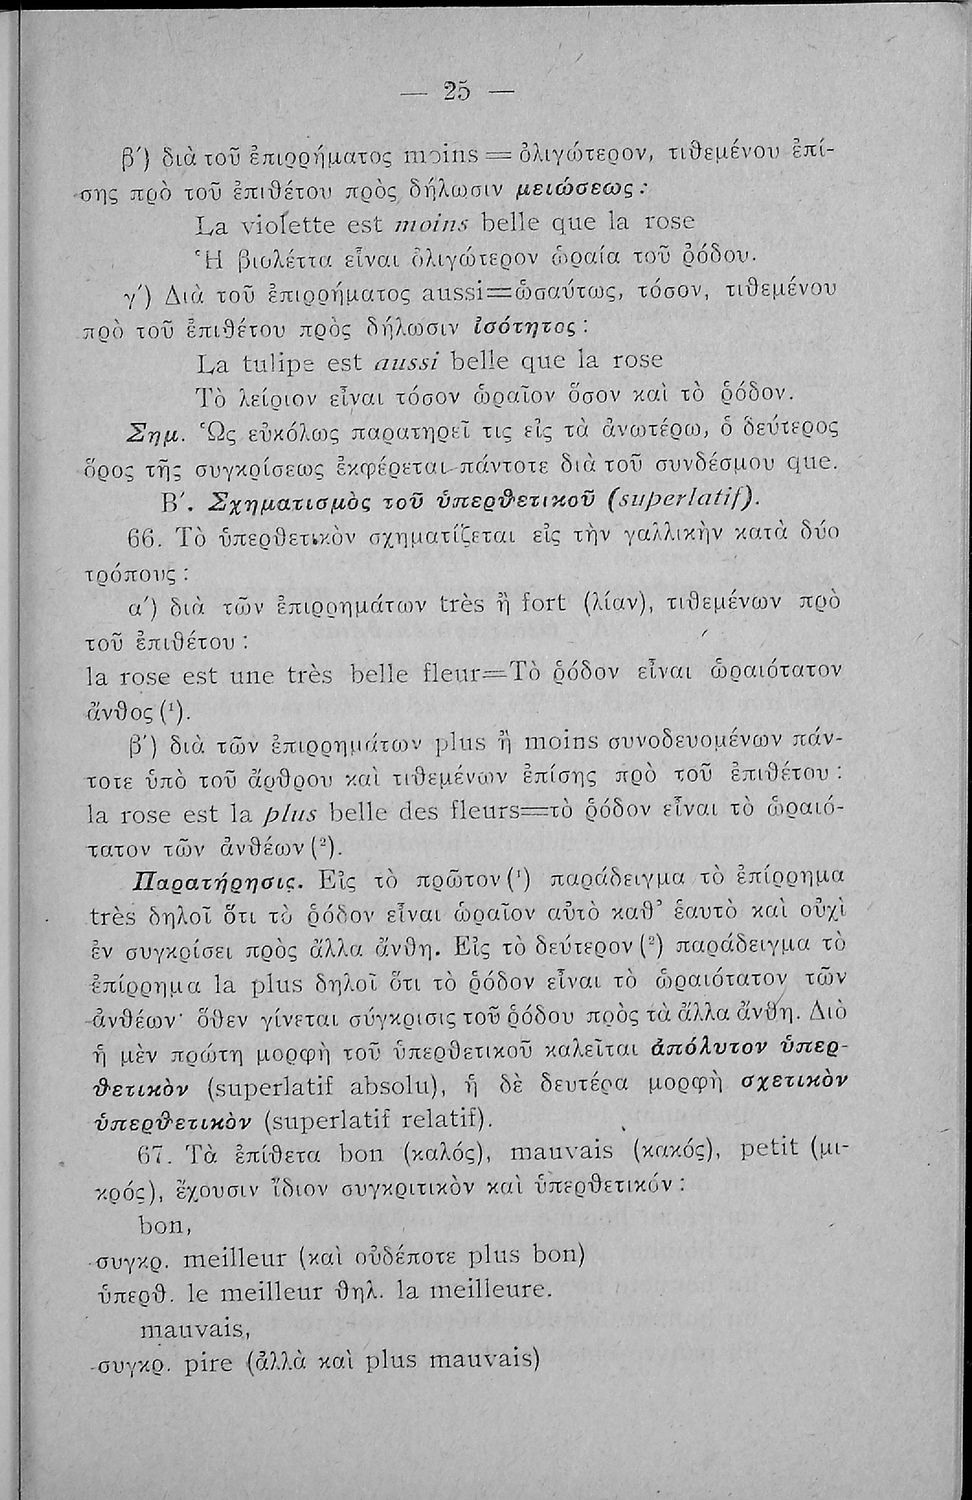 — 25 —
β΄) διὰ τοῦ ἐπιρρήματος moins = ὀλιγώτερον, τιθεμένου ἐπί-
σης πρὸ τοῦ ἐπιθέτου πρὸς δήλωσιν μειώσεως :
La violette est moins belle que la rose
Ἡ βιολέττα εἶναι ὀλιγώτερον ὡραία τοῦ ῥόδου.
γ΄) Διὰ τοῦ ἐπιρρήματος aussi=ὡσαύτως, τόσον, τιθεμένου
πρὸ τοῦ ἐπιθέτου πρὸς δήλωσιν ἰσότητος :
La tulipe est aussi belle que la rose
Τὸ λείριον εἶναι τόσον ὡραῖον ὅσον καὶ τὸ ῥόδον.
Σημ. Ὡς εὐκόλως παρατηρεῖ τις εἰς τὰ ἀνωτέρω, ὁ δεύτερος
ὅρος τῆς συγκρίσεως ἐκφέρεται πάντοτε διὰ τοῦ συνδέσμου que.
Β΄. Σχηματισμὸς τοῦ ὑπερθετικοῦ (superlatif).
66. Τὸ ὑπερθετικὸν σχηματίζεται εἰς τὴν γαλλικὴν κατὰ δύο
τρόπους :
α΄) διὰ τῶν ἐπιρρημάτων très ἢ fort (λίαν), τιθεμένων πρὸ
τοῦ ἐπιθέτου :
la rose est une très belle fleur=Τὸ ῥόδον εἶναι ὡραιότατον
ἄνθος (¹).
β΄) διὰ τῶν ἐπιρρημάτων plus ἢ moins συνοδευομένων πάν-
τοτε ὑπὸ τοῦ ἄρθρου καὶ τιθεμένων ἐπίσης πρὸ τοῦ ἐπιθέτου :
la rose est la plus belle des fleurs=τὸ ῥόδον εἶναι τὸ ὡραιό-
τατον τῶν ἀνθέων (²).
Παρατήρησις. Εἰς τὸ πρῶτον (¹) παράδειγμα τὸ ἐπίρρημα
très δηλοῖ ὅτι τὸ ῥόδον εἶναι ὡραῖον αὐτὸ καθ᾿ ἑαυτὸ καὶ οὐχὶ
ἐν συγκρίσει πρὸς ἄλλα ἄνθη. Εἰς τὸ δεύτερον (²) παράδειγμα τὸ
ἐπίρρημα la plus δηλοῖ ὅτι τὸ ῥόδον εἶναι τὸ ὡραιότατον τῶν
ἀνθέων· ὅθεν γίνεται σύγκρισις τοῦ ῥόδου πρὸς τὰ ἄλλα ἄνθη. Διὸ
ἡ μὲν πρώτη μορφὴ τοῦ ὑπερθετικοῦ καλεῖται ἀπόλυτον ὑπερ-
θετικὸν (superlatif absolu), ἡ δὲ δευτέρα μορφὴ σχετικὸν
ὑπερθετικὸν (superlatif relatif).
67. Τὰ ἐπίθετα bon (καλός), mauvais (κακός), petit (μι-
κρός), ἔχουσιν ἴδιον συγκριτικὸν καὶ ὑπερθετικόν :
bon,
συγκρ. meilleur (καὶ οὐδέποτε plus bon)
ὑπερθ. le meilleur θηλ. la meilleure.
mauvais,
συγκρ. pire (ἀλλὰ καὶ plus mauvais)